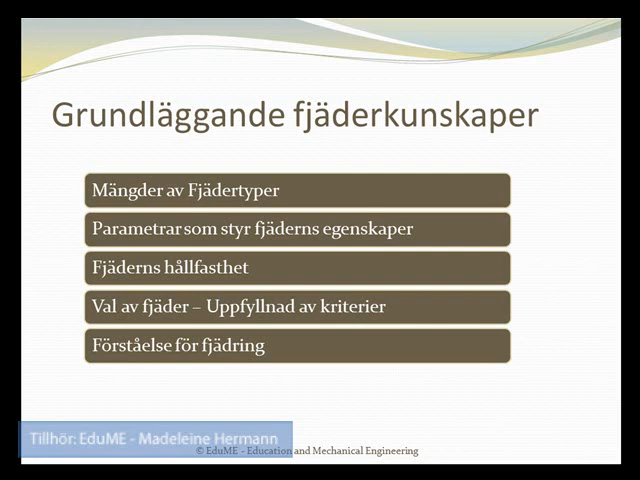 Grundläggande fjäderkunskaper
Mängder av Fjädertyper
Parametrar som styr fjäderns egenskaper
Fjäderns hållfasthet
Val av fjäder – Uppfyllnad av kriterier
Förståelse för fjädring
Tillhör: EduME - Madeleine Hermann
© EduME - Education and Mechanical Engineering